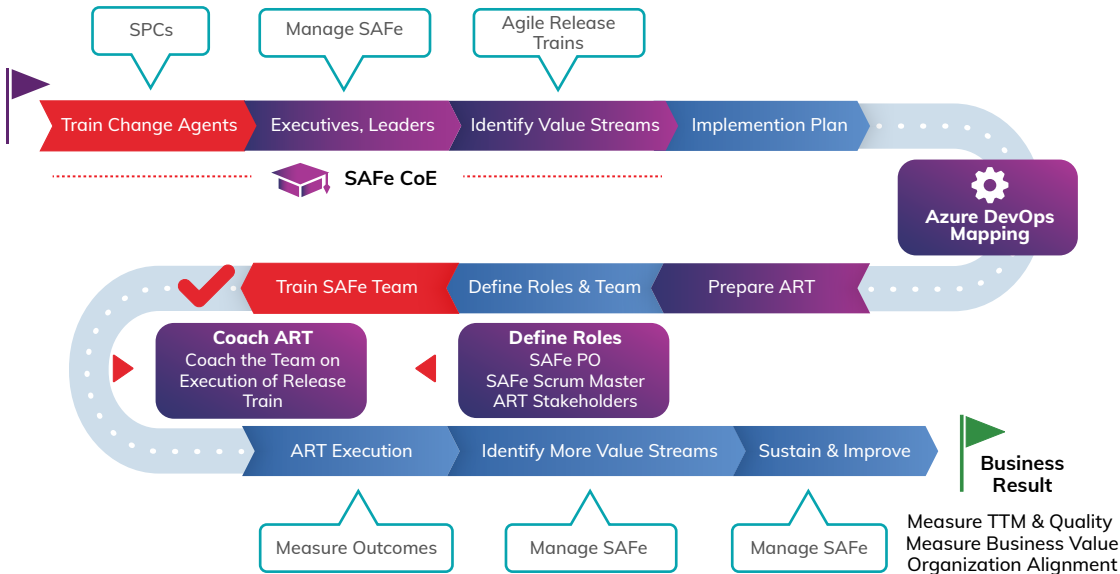 SPCs
Manage SAFe
Agile Release
Trains
Train Change Agents
Executives, Leaders
Identify Value Streams
Implemention Plan
SAFe CoE
Azure DevOps
Mapping
Train SAFe Team
Define Roles & Team
Prepare ART
Coach ART
Coach the Team on
Execution of Release
Train
Define Roles
SAFe PO
SAFe Scrum Master
ART Stakeholders
ART Execution
Identify More Value Streams
Sustain & Improve
Business
Result
Measure Outcomes
Manage SAFe
Manage SAFe
Measure TTM & Quality
Measure Business Value
Organization Alignment